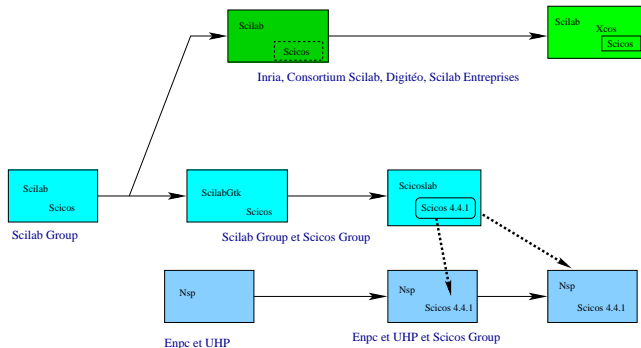 Scilab
Scicos
Scilab
Xcos
Scicos
Inria, Consortium Scilab, Digitéo, Scilab Entreprises
Scilab
Scicos
ScilabGtk
Scicos
Scicoslab
Scicos 4.4.1
Scilab Group
Scilab Group et Scicos Group
Nsp
Nsp
Scicos 4.4.1
Nsp
Scicos 4.4.1
Enpc et UHP
Enpc et UHP et Scicos Group